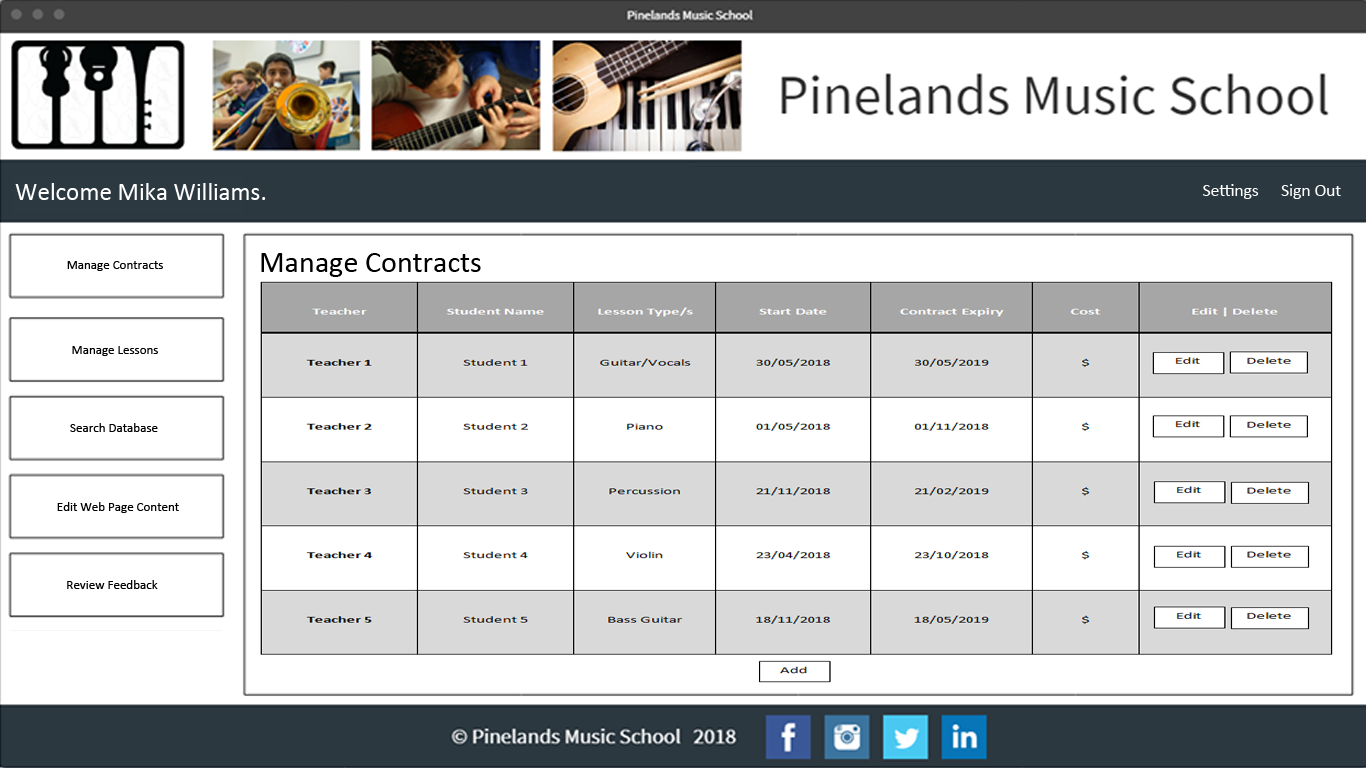 Pinelands Music School
Pinelands Music School
Welcome Mika Williams.
Settings Sign Out
Manage Contracts
Manage Lessons
Search Database
Edit Web Page Content
Review Feedback
Manage Contracts
Teacher Student Name Lesson Type/s Start Date Contract Expiry Cost Edit | Delete
Teacher 1 Student 1 Guitar/Vocals 30/05/2018 30/05/2019 $ Edit Delete
Teacher 2 Student 2 Piano 01/05/2018 01/11/2018 $ Edit Delete
Teacher 3 Student 3 Percussion 21/11/2018 21/02/2019 $ Edit Delete
Teacher 4 Student 4 Violin 23/04/2018 23/10/2018 $ Edit Delete
Teacher 5 Student 5 Bass Guitar 18/11/2018 18/05/2019 $ Edit Delete
Add
© Pinelands Music School 2018 f in